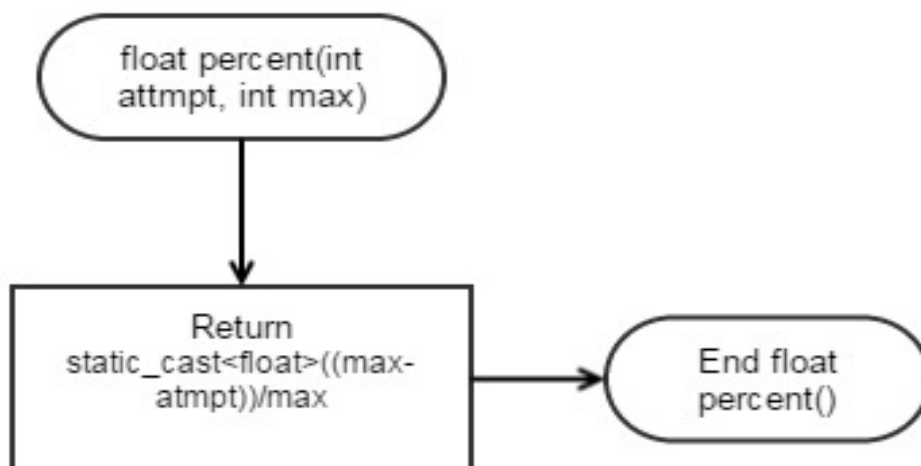 float percent(int
attmpt, int max)
Return
static_cast<float>((max-
atmpt))/max
End float
percent()